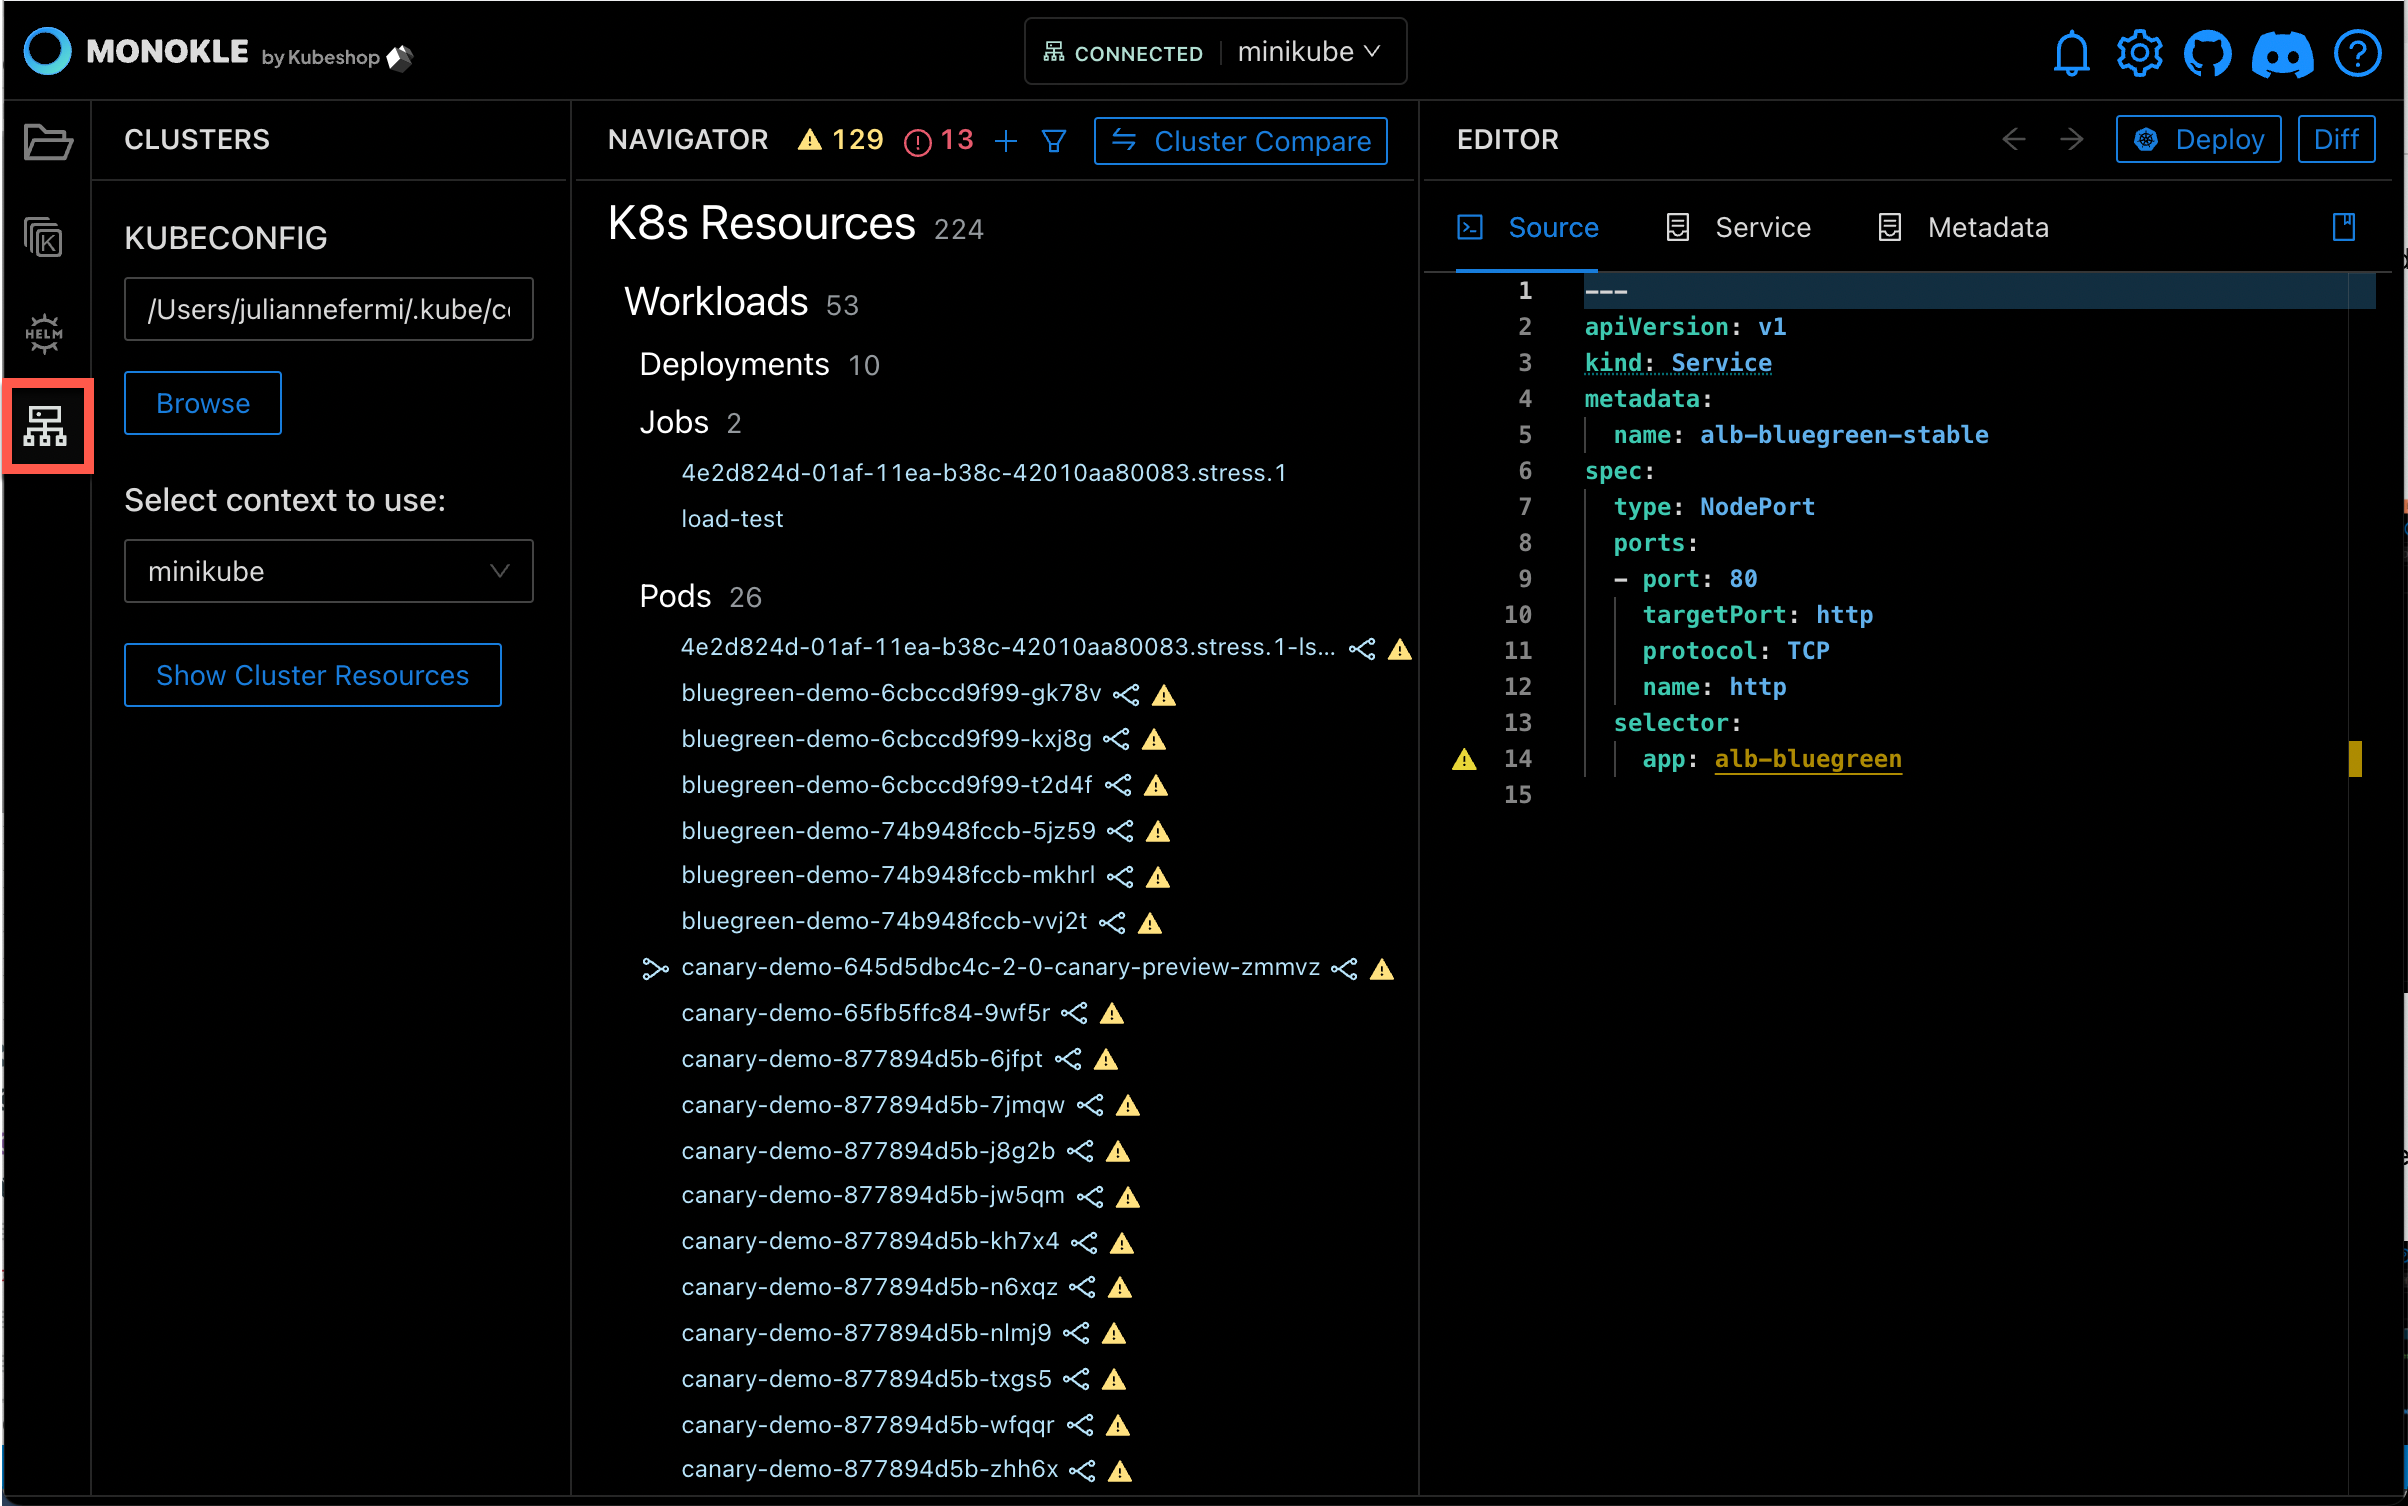 MONOKLE by Kubeshop
CONNECTED minikube
CLUSTERS
KUBECONFIG
/Users/juliannefermi/.kube/co
Browse
Select context to use:
minikube
Show Cluster Resources
K
HELM
NAVIGATOR 129 13 Cluster Compare
K8s Resources 224
Workloads 53
Deployments 10
Jobs 2
4e2d824d-01af-11ea-b38c-42010aa80083.stress.1
load-test
Pods 26
4e2d824d-01af-11ea-b38c-42010aa80083.stress.1-ls...
bluegreen-demo-6cbccd9f99-gk78v
bluegreen-demo-6cbccd9f99-kxj8g
bluegreen-demo-6cbccd9f99-t2d4f
bluegreen-demo-74b948fccb-5jz59
bluegreen-demo-74b948fccb-mkhrl
bluegreen-demo-74b948fccb-vvj2t
canary-demo-645d5dbc4c-2-0-canary-preview-zmmvz
canary-demo-65fb5ffc84-9wf5r
canary-demo-877894d5b-6jfpt
canary-demo-877894d5b-7jmqw
canary-demo-877894d5b-j8g2b
canary-demo-877894d5b-jw5qm
canary-demo-877894d5b-kh7x4
canary-demo-877894d5b-n6xqz
canary-demo-877894d5b-nlmj9
canary-demo-877894d5b-txgs5
canary-demo-877894d5b-wfqqr
canary-demo-877894d5b-zhh6x
EDITOR Deploy Diff
Source Service Metadata
1 ---
2 apiVersion: v1
3 kind: Service
4 metadata:
5 name: alb-bluegreen-stable
6 spec:
7 type: NodePort
8 ports:
9 - port: 80
10 targetPort: http
11 protocol: TCP
12 name: http
13 selector:
14 app: alb-bluegreen
15